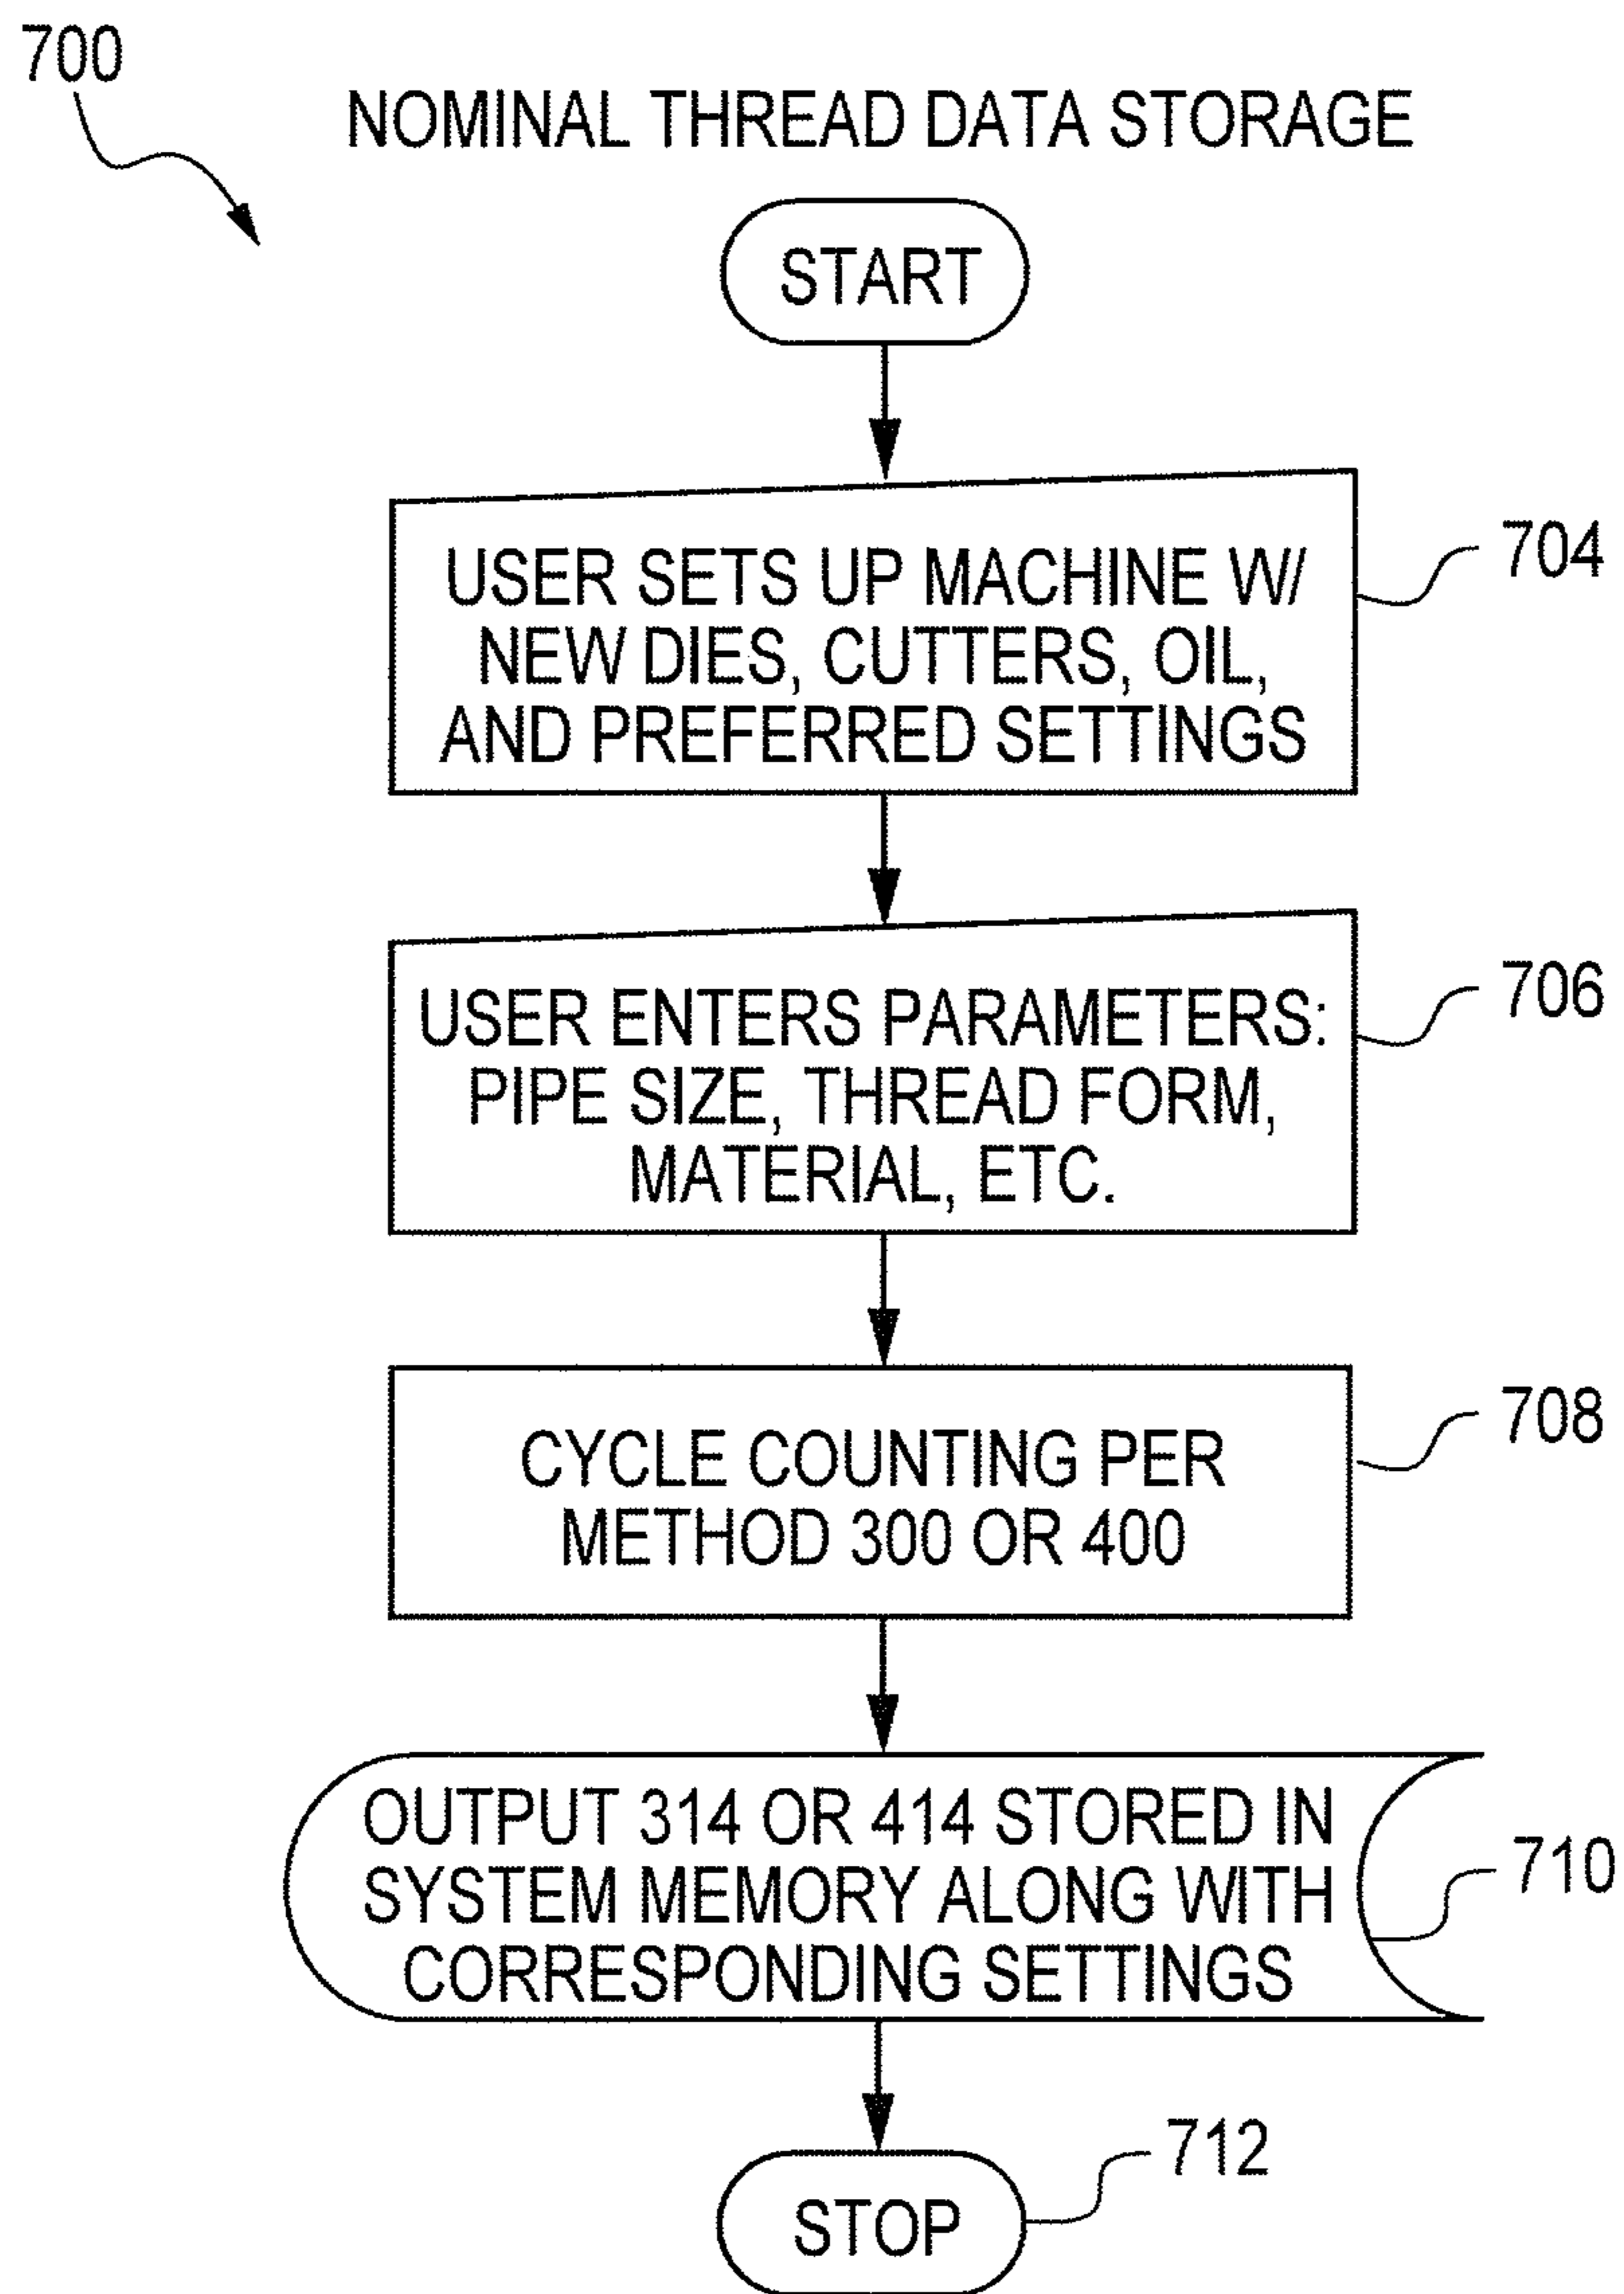 700
NOMINAL THREAD DATA STORAGE
START
USER SETS UP MACHINE W/
NEW DIES, CUTTERS, OIL,
AND PREFERRED SETTINGS
704
USER ENTERS PARAMETERS:
PIPE SIZE, THREAD FORM,
MATERIAL, ETC.
706
CYCLE COUNTING PER
METHOD 300 OR 400
708
OUTPUT 314 OR 414 STORED IN
SYSTEM MEMORY ALONG WITH
CORRESPONDING SETTINGS
710
STOP
712